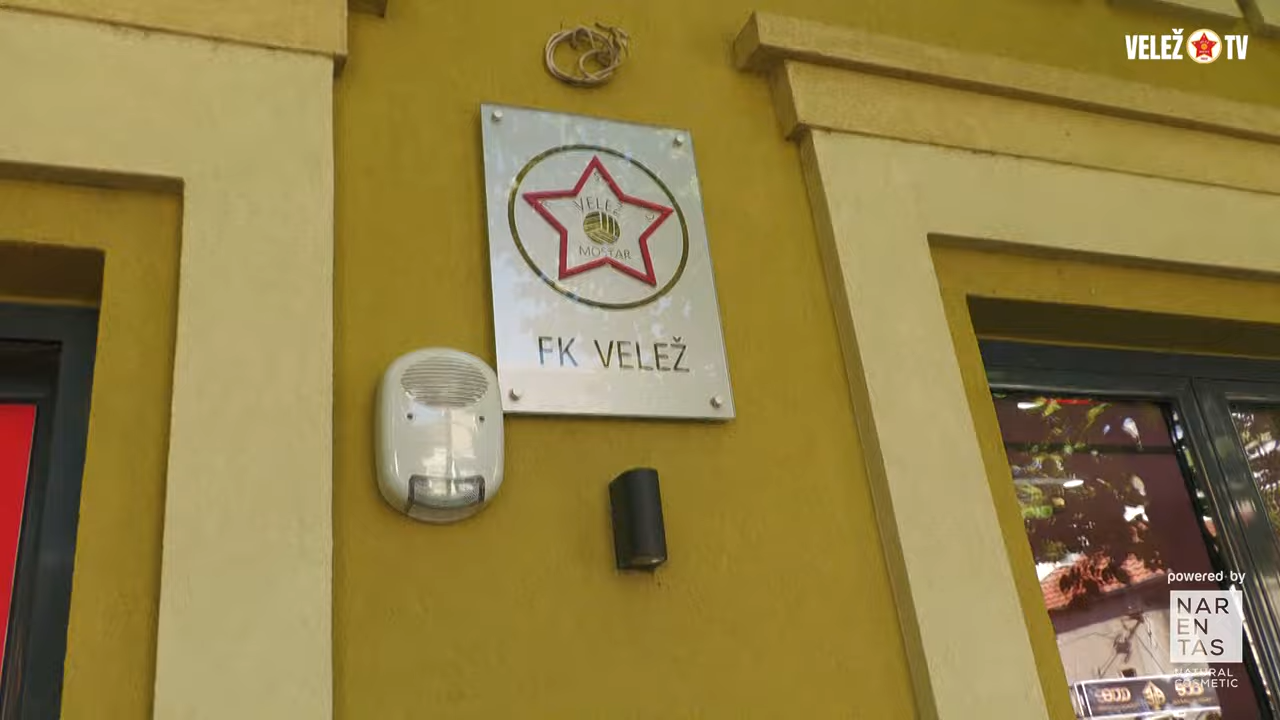 VELEŽ TV
VELEŽ
MOSTAR
FK VELEŽ
powered by
NAR
EN
TAS
NATURAL
COSMETIC